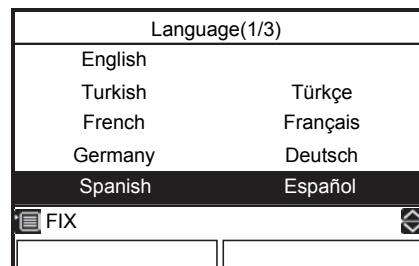 Language(1/3)
English
Turkish Türkçe
French Français
Germany Deutsch
Spanish Español
FIX